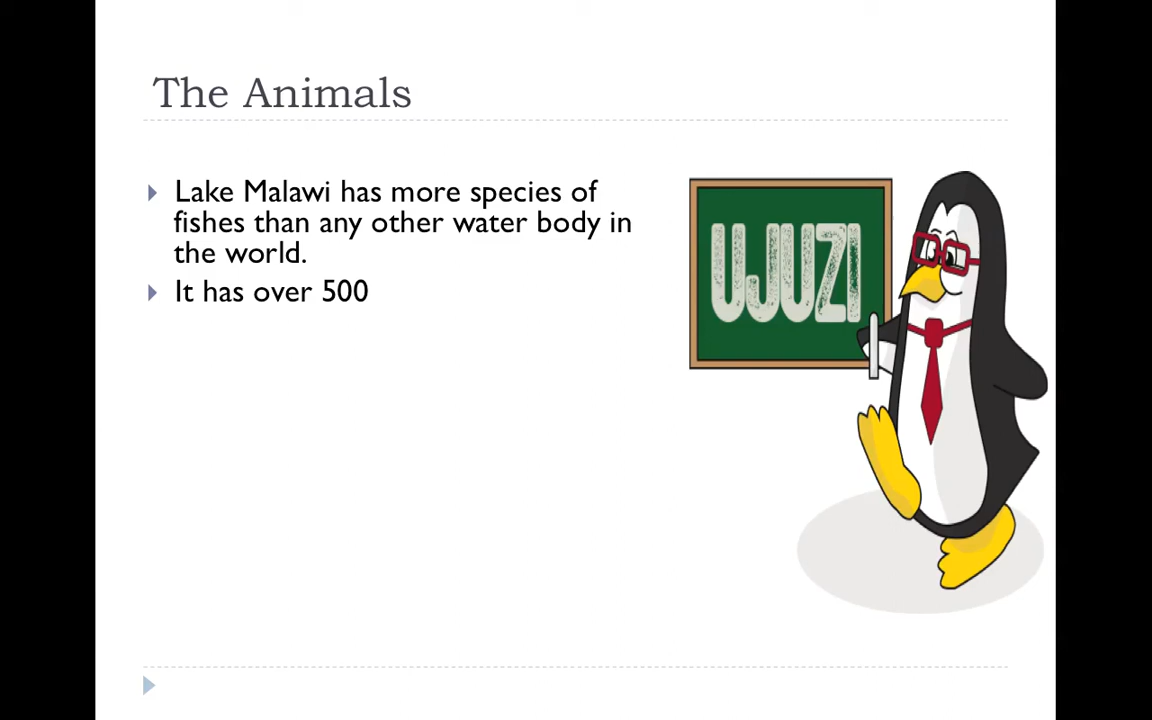 The Animals
Lake Malawi has more species of
fishes than any other water body in
the world.
It has over 500
UJUZI